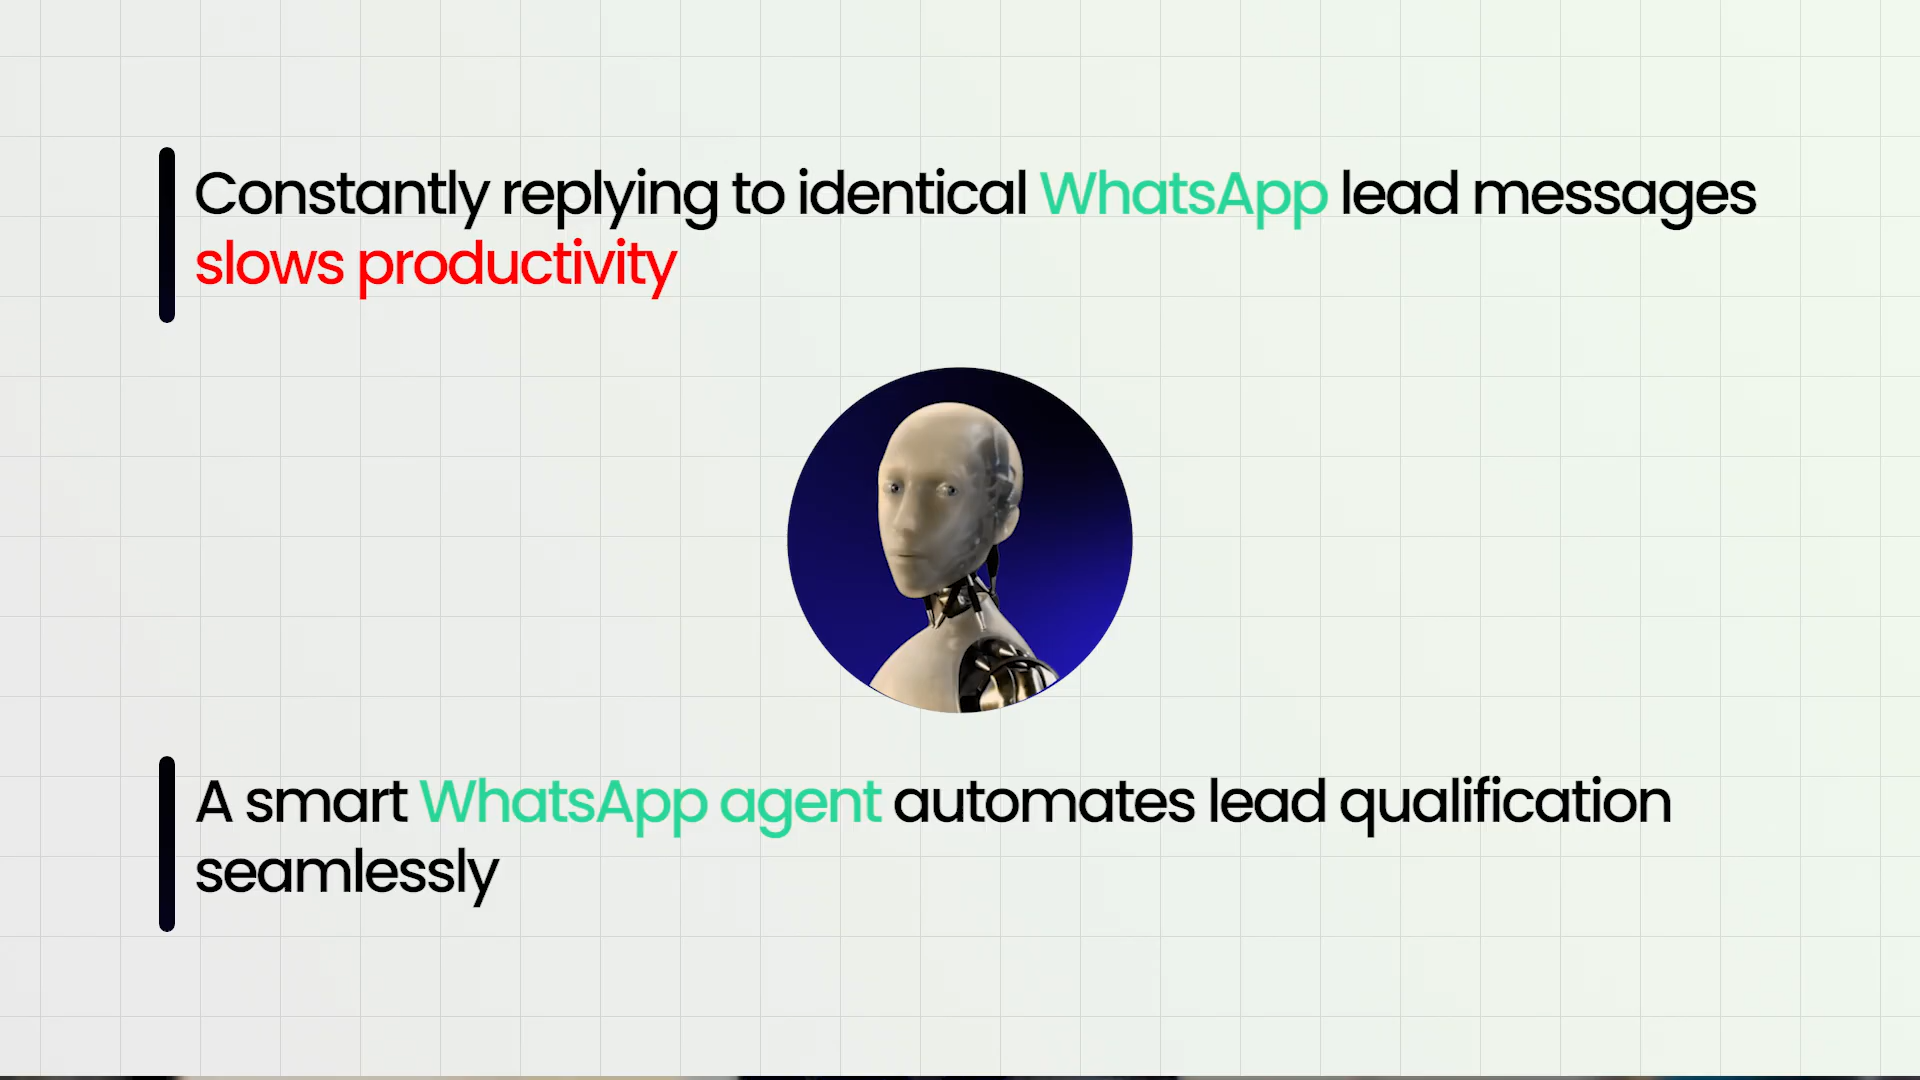 Constantly replying to identical WhatsApp lead messages
slows productivity
A smart WhatsApp agent automates lead qualification
seamlessly